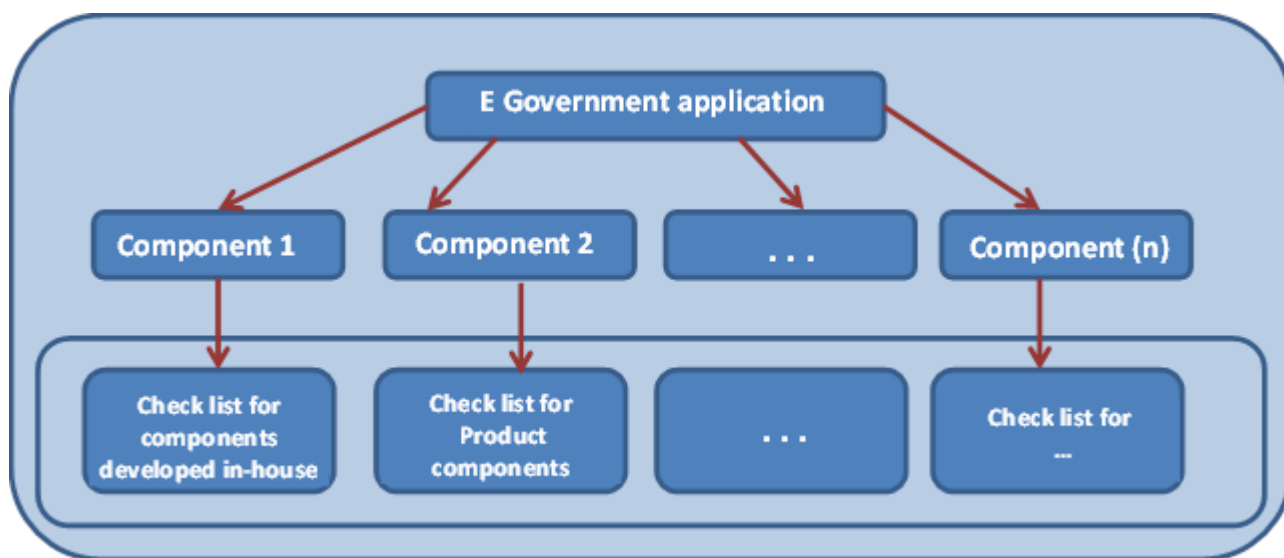 E Government application
Component 1
Component 2
. . .
Component (n)
Check list for
components
developed in-house
Check list for
Product
components
. . .
Check list for
...